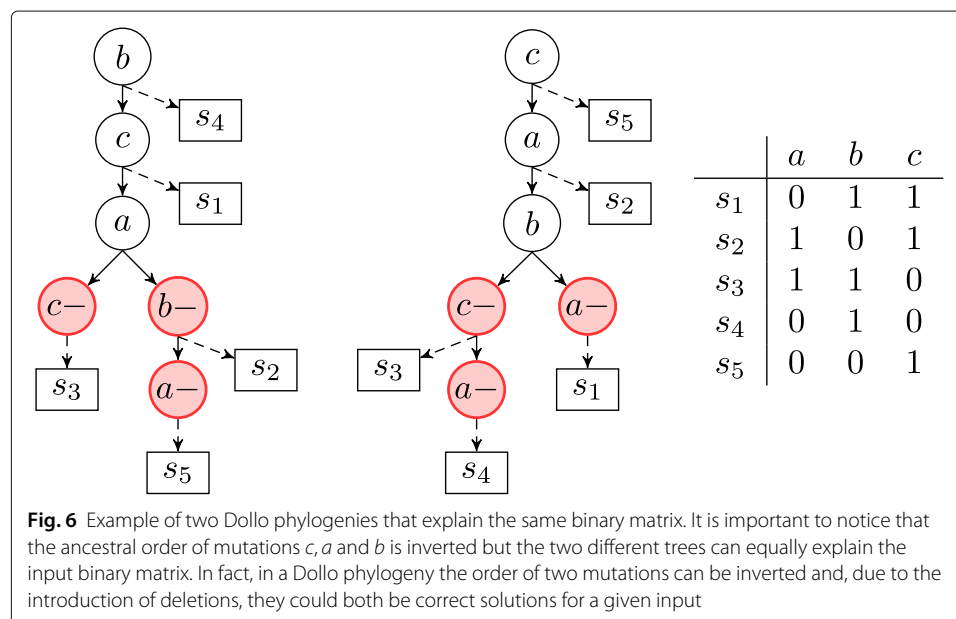 b
s4
c
s1
a
c−
b−
s3
s2
a−
s5
c
s5
a
s2
b
c−
a−
s3
s1
a−
s4
a b c
s1 0 1 1
s2 1 0 1
s3 1 1 0
s4 0 1 0
s5 0 0 1
Fig. 6 Example of two Dollo phylogenies that explain the same binary matrix. It is important to notice that
the ancestral order of mutations c, a and b is inverted but the two different trees can equally explain the
input binary matrix. In fact, in a Dollo phylogeny the order of two mutations can be inverted and, due to the
introduction of deletions, they could both be correct solutions for a given input